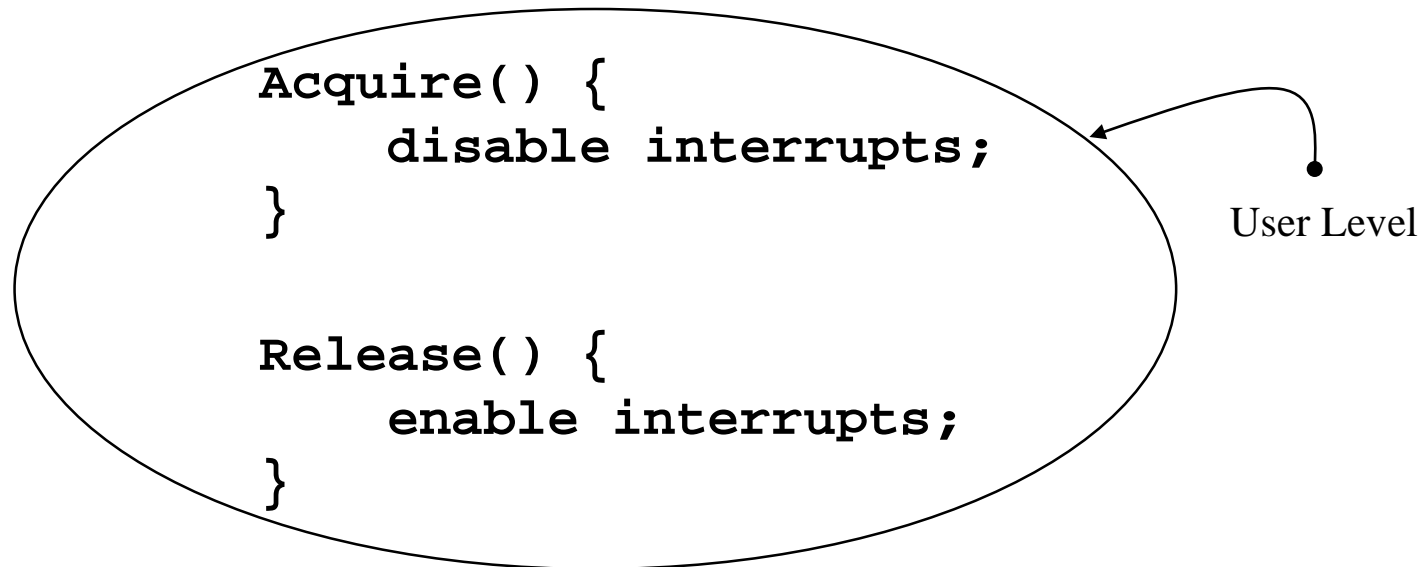 Acquire() {
disable interrupts;
}
User Level
Release() {
enable interrupts;
}